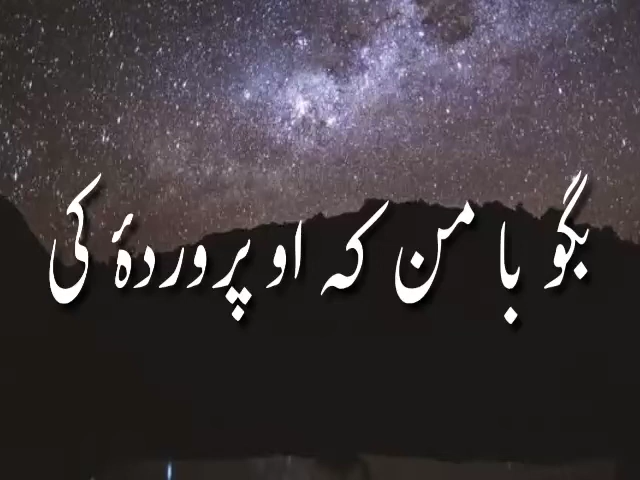 بگو با من که او پروردهٔ کی